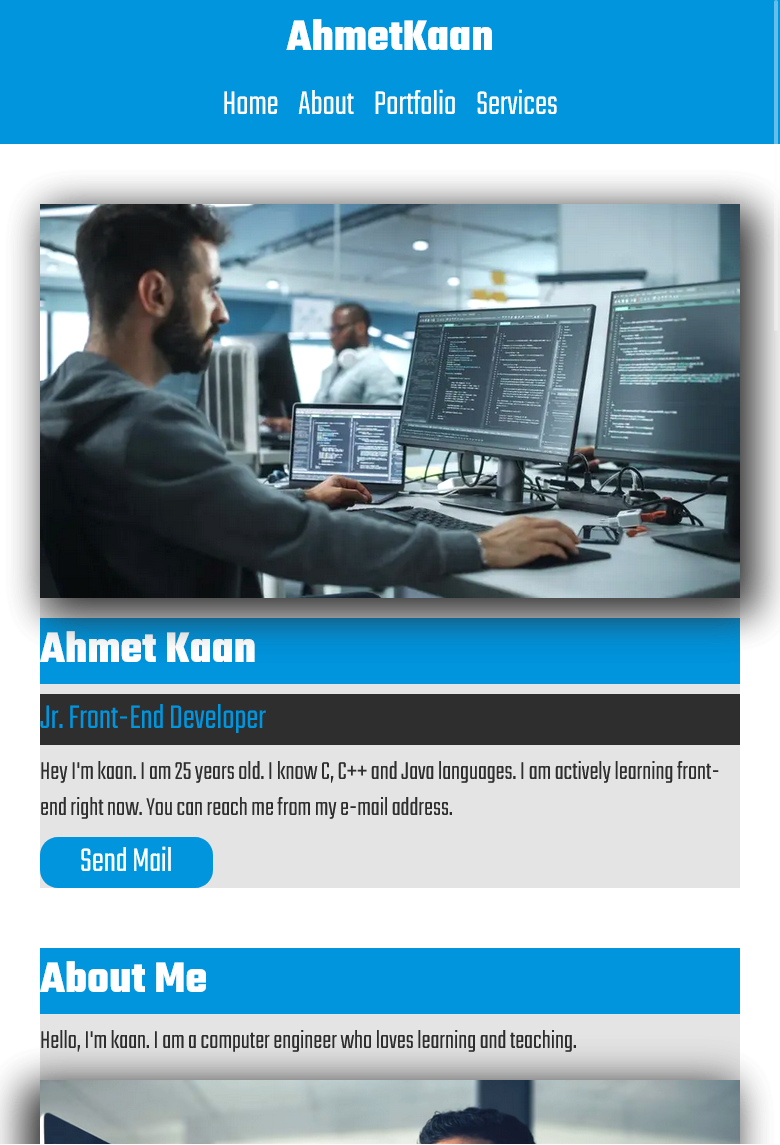 AhmetKaan
Home About Portfolio Services
Ahmet Kaan
Jr. Front-End Developer
Hey I'm kaan. I am 25 years old. I know C, C++ and Java languages. I am actively learning front-
end right now. You can reach me from my e-mail address.
Send Mail
About Me
Hello, I'm kaan. I am a computer engineer who loves learning and teaching.